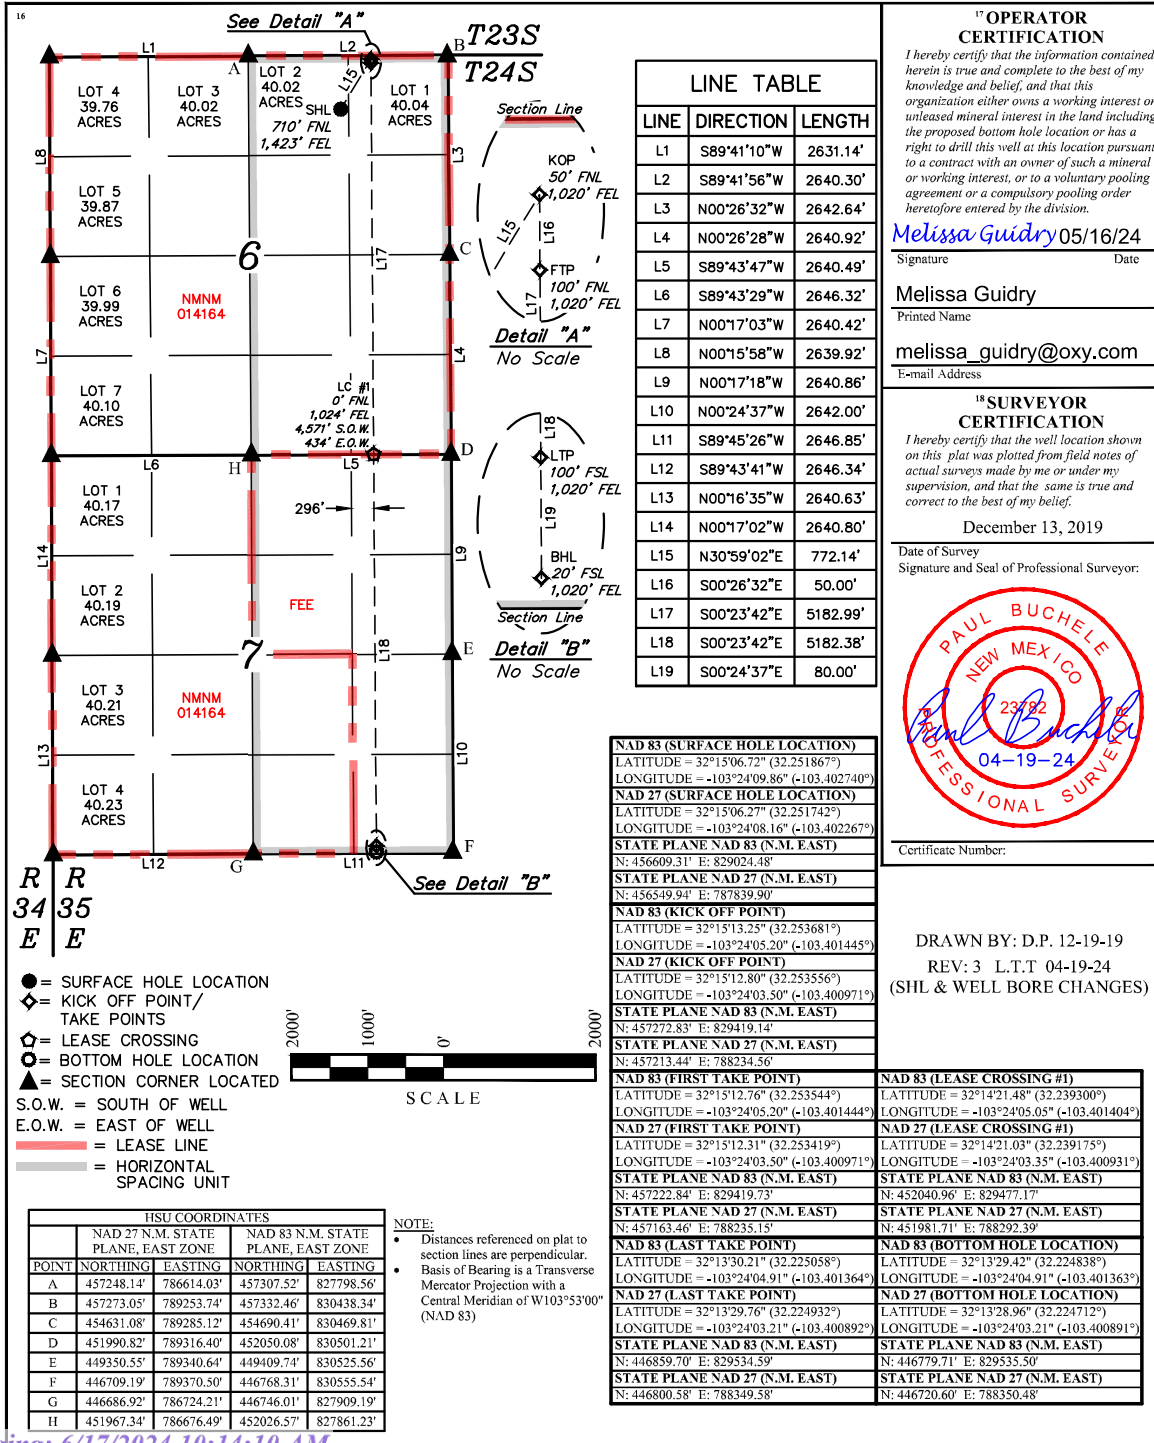 16
See Detail "A"
T23S
T24S
L1
L2
A
B
LOT 4
39.76
ACRES
LOT 3
40.02
ACRES
LOT 2
40.02
ACRES
LOT 1
40.04
ACRES
L15
SHL
710' FNL
1,423' FEL
L8
L3
LOT 5
39.87
ACRES
6
L17
C
LOT 6
39.99
ACRES
NMNM
014164
L7
L4
LOT 7
40.10
ACRES
LC #1
0' FNL
1,024' FEL
4,571' S.O.W.
434' E.O.W.
L6
H
L5
D
LOT 1
40.17
ACRES
296'
L14
L9
LOT 2
40.19
ACRES
FEE
7
L18
E
LOT 3
40.21
ACRES
NMNM
014164
L13
L10
LOT 4
40.23
ACRES
L12
G
L11
F
See Detail "B"
R R
34 35
E E
Section Line
KOP
50' FNL
1,020' FEL
L15
L16
FTP
100' FNL
1,020' FEL
L17
Detail "A"
No Scale
L18
LTP
100' FSL
1,020' FEL
L19
BHL
20' FSL
1,020' FEL
Section Line
Detail "B"
No Scale
LINE TABLE
LINE DIRECTION LENGTH
L1 S89°41'10"W 2631.14'
L2 S89°41'56"W 2640.30'
L3 N00°26'32"W 2642.64'
L4 N00°26'28"W 2640.92'
L5 S89°43'47"W 2640.49'
L6 S89°43'29"W 2646.32'
L7 N00°17'03"W 2640.42'
L8 N00°15'58"W 2639.92'
L9 N00°17'18"W 2640.86'
L10 N00°24'37"W 2642.00'
L11 S89°45'26"W 2646.85'
L12 S89°43'41"W 2646.34'
L13 N00°16'35"W 2640.63'
L14 N00°17'02"W 2640.80'
L15 N30°59'02"E 772.14'
L16 S00°26'32"E 50.00'
L17 S00°23'42"E 5182.99'
L18 S00°23'42"E 5182.38'
L19 S00°24'37"E 80.00'
17 OPERATOR
CERTIFICATION
I hereby certify that the information contained
herein is true and complete to the best of my
knowledge and belief, and that this
organization either owns a working interest or
unleased mineral interest in the land including
the proposed bottom hole location or has a
right to drill this well at this location pursuant
to a contract with an owner of such a mineral
or working interest, or to a voluntary pooling
agreement or a compulsory pooling order
heretofore entered by the division.
Melissa Guidry 05/16/24
Signature Date
Melissa Guidry
Printed Name
melissa_guidry@oxy.com
E-mail Address
18 SURVEYOR
CERTIFICATION
I hereby certify that the well location shown
on this plat was plotted from field notes of
actual surveys made by me or under my
supervision, and that the same is true and
correct to the best of my belief.
December 13, 2019
Date of Survey
Signature and Seal of Professional Surveyor:
PAUL BUCHELE
NEW MEXICO
23782
Paul Buchele
04-19-24
PROFESSIONAL SURVEYOR
Certificate Number:
DRAWN BY: D.P. 12-19-19
REV: 3 L.T.T 04-19-24
(SHL & WELL BORE CHANGES)
NAD 83 (SURFACE HOLE LOCATION)
LATITUDE = 32°15'06.72" (32.251867°)
LONGITUDE = -103°24'09.86" (-103.402740°)
NAD 27 (SURFACE HOLE LOCATION)
LATITUDE = 32°15'06.27" (32.251742°)
LONGITUDE = -103°24'08.16" (-103.402267°)
STATE PLANE NAD 83 (N.M. EAST)
N: 456609.31' E: 829024.48'
STATE PLANE NAD 27 (N.M. EAST)
N: 456549.94' E: 787839.90'
NAD 83 (KICK OFF POINT)
LATITUDE = 32°15'13.25" (32.253681°)
LONGITUDE = -103°24'05.20" (-103.401445°)
NAD 27 (KICK OFF POINT)
LATITUDE = 32°15'12.80" (32.253556°)
LONGITUDE = -103°24'03.50" (-103.400971°)
STATE PLANE NAD 83 (N.M. EAST)
N: 457272.83' E: 829419.14'
STATE PLANE NAD 27 (N.M. EAST)
N: 457213.44' E: 788234.56'
NAD 83 (FIRST TAKE POINT)
LATITUDE = 32°15'12.76" (32.253544°)
LONGITUDE = -103°24'05.20" (-103.401444°)
NAD 27 (FIRST TAKE POINT)
LATITUDE = 32°15'12.31" (32.253419°)
LONGITUDE = -103°24'03.50" (-103.400971°)
STATE PLANE NAD 83 (N.M. EAST)
N: 457222.84' E: 829419.73'
STATE PLANE NAD 27 (N.M. EAST)
N: 457163.46' E: 788235.15'
NAD 83 (LAST TAKE POINT)
LATITUDE = 32°13'30.21" (32.225058°)
LONGITUDE = -103°24'04.91" (-103.401364°)
NAD 27 (LAST TAKE POINT)
LATITUDE = 32°13'29.76" (32.224932°)
LONGITUDE = -103°24'03.21" (-103.400892°)
STATE PLANE NAD 83 (N.M. EAST)
N: 446859.70' E: 829534.59'
STATE PLANE NAD 27 (N.M. EAST)
N: 446800.58' E: 788349.58'
NAD 83 (LEASE CROSSING #1)
LATITUDE = 32°14'21.48" (32.239300°)
LONGITUDE = -103°24'05.05" (-103.401404°)
NAD 27 (LEASE CROSSING #1)
LATITUDE = 32°14'21.03" (32.239175°)
LONGITUDE = -103°24'03.35" (-103.400931°)
STATE PLANE NAD 83 (N.M. EAST)
N: 452040.96' E: 829477.17'
STATE PLANE NAD 27 (N.M. EAST)
N: 451981.71' E: 788292.39'
NAD 83 (BOTTOM HOLE LOCATION)
LATITUDE = 32°13'29.42" (32.224838°)
LONGITUDE = -103°24'04.91" (-103.401363°)
NAD 27 (BOTTOM HOLE LOCATION)
LATITUDE = 32°13'28.96" (32.224712°)
LONGITUDE = -103°24'03.21" (-103.400891°)
STATE PLANE NAD 83 (N.M. EAST)
N: 446779.71' E: 829535.50'
STATE PLANE NAD 27 (N.M. EAST)
N: 446720.60' E: 788350.48'
= SURFACE HOLE LOCATION
= KICK OFF POINT/
TAKE POINTS
= LEASE CROSSING
= BOTTOM HOLE LOCATION
= SECTION CORNER LOCATED
S.O.W. = SOUTH OF WELL
E.O.W. = EAST OF WELL
= LEASE LINE
= HORIZONTAL
SPACING UNIT
2000' 1000' 0' 2000'
SCALE
HSU COORDINATES
NAD 27 N.M. STATE PLANE, EAST ZONE NAD 83 N.M. STATE PLANE, EAST ZONE
POINT NORTHING EASTING NORTHING EASTING
A 457248.14' 786614.03' 457307.52' 827798.56'
B 457273.05' 789253.74' 457332.46' 830438.34'
C 454631.08' 789285.12' 454690.41' 830469.81'
D 451990.82' 789316.40' 452050.08' 830501.21'
E 449350.55' 789340.64' 449409.74' 830525.56'
F 446709.19' 789370.50' 446768.31' 830555.54'
G 446686.92' 786724.21' 446746.01' 827909.19'
H 451967.34' 786676.49' 452026.57' 827861.23'
NOTE:
• Distances referenced on plat to
section lines are perpendicular.
• Basis of Bearing is a Transverse
Mercator Projection with a
Central Meridian of W103°53'00"
(NAD 83)
6/17/2024 10:14:10 AM